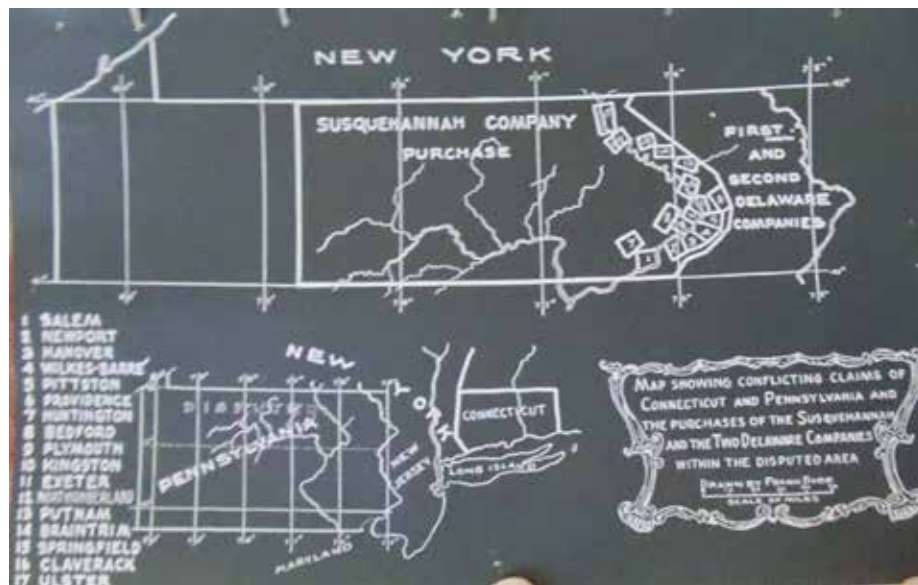 NEW YORK
SUSQUEHANNAH COMPANY
PURCHASE
FIRST
AND
SECOND
DELAWARE
COMPANIES
1 SALEM
2 NEWPORT
3 HANOVER
4 WILKES-BARRE
5 PITTSTON
6 PROVIDENCE
7 HUNTINGTON
8 BEDFORD
9 PLYMOUTH
10 KINGSTON
11 EXETER
12 NORTHUMBERLAND
13 PUTNAM
14 BRAINTRIM
15 SPRINGFIELD
16 CLAVERACK
17 ULSTER
NEW YORK
DISPUTED
PENNSYLVANIA
NEW
JERSEY
MARYLAND
CONNECTICUT
LONG ISLAND
MAP SHOWING CONFLICTING CLAIMS OF
CONNECTICUT AND PENNSYLVANIA AND
THE PURCHASES OF THE SUSQUEHANNAH
AND THE TWO DELAWARE COMPANIES
WITHIN THE DISPUTED AREA
DRAWN BY FRANK
SCALE OF MILES